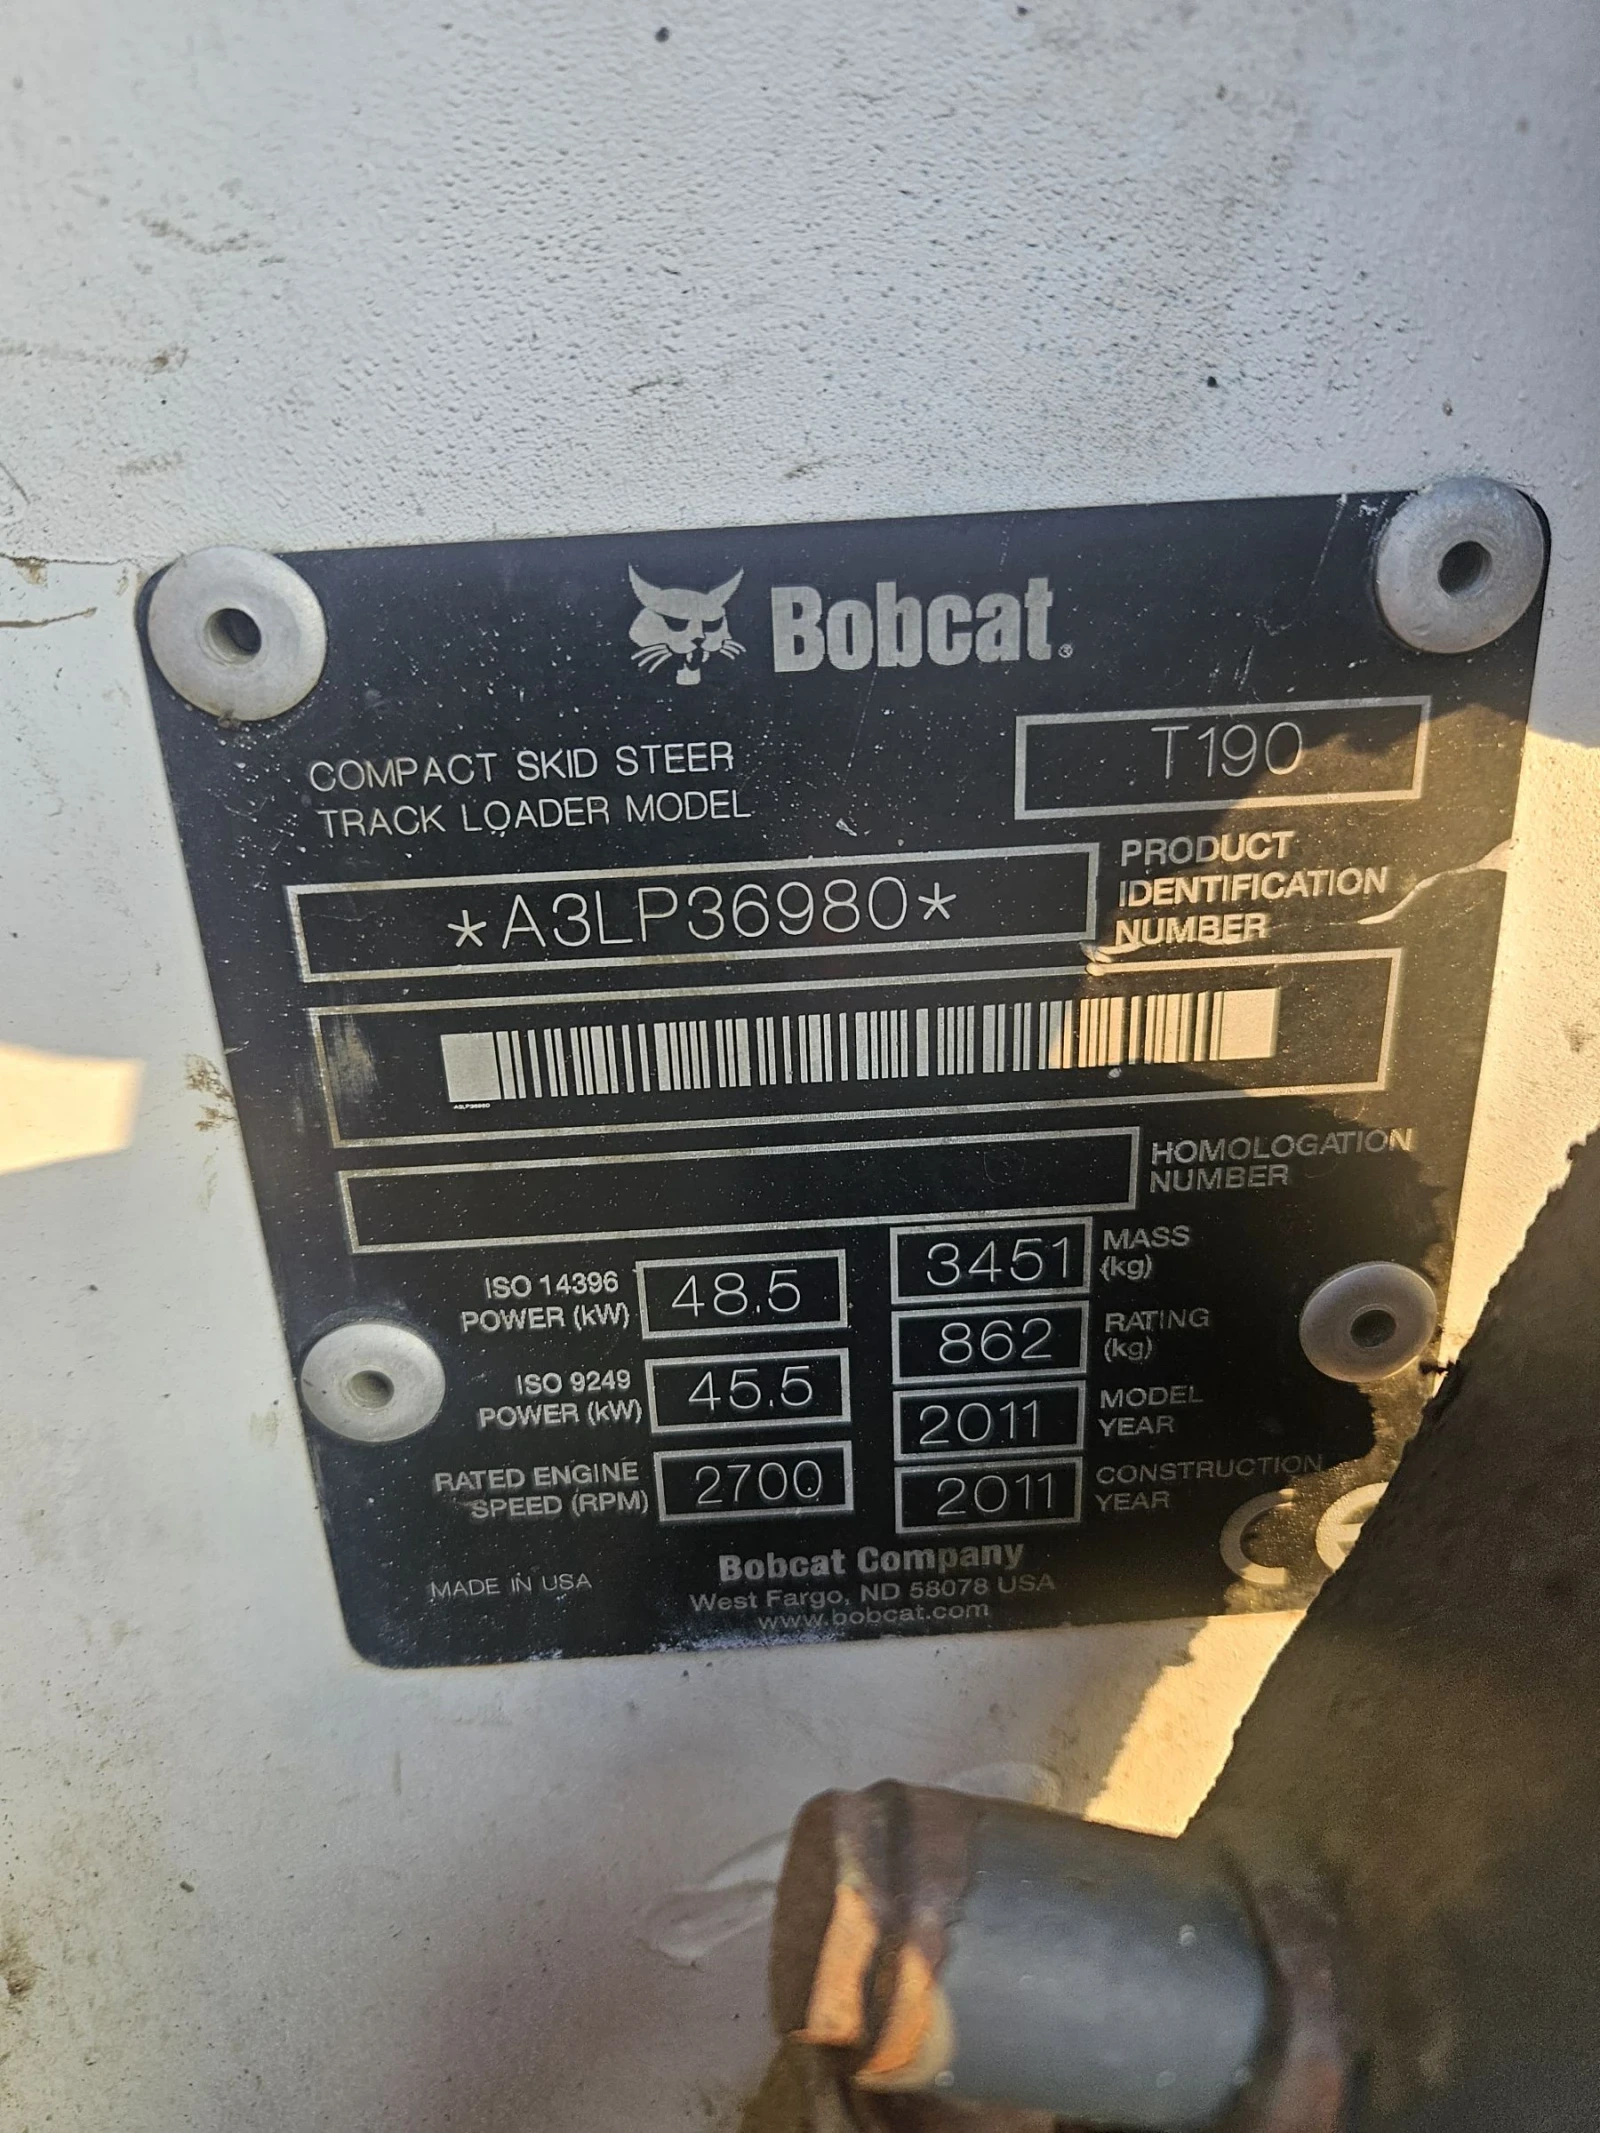 Bobcat®
COMPACT SKID STEER
TRACK LOADER MODEL
T190
*A3LP36980*
PRODUCT
IDENTIFICATION
NUMBER
A3LP36980
HOMOLOGATION
NUMBER
ISO 14396
POWER (kW)
48.5
3451
MASS
(kg)
862
RATING
(kg)
ISO 9249
POWER (kW)
45.5
2011
MODEL
YEAR
RATED ENGINE
SPEED (RPM)
2700
2011
CONSTRUCTION
YEAR
CE
MADE IN USA
Bobcat Company
West Fargo, ND 58078 USA
www.bobcat.com